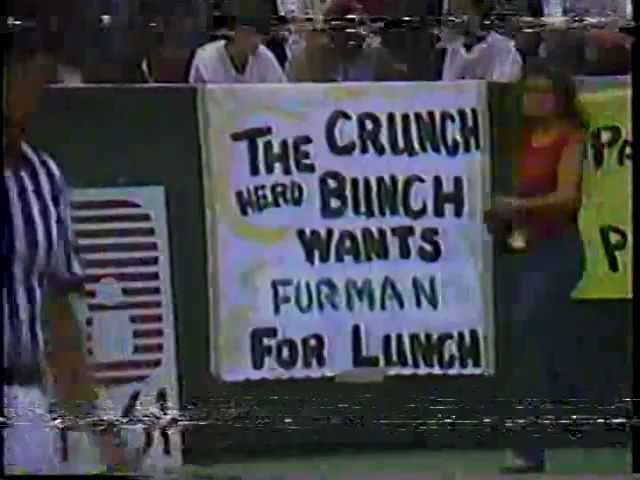 THE CRUNCH
HERD BUNCH
WANTS
FURMAN
FOR LUNCH
P
P